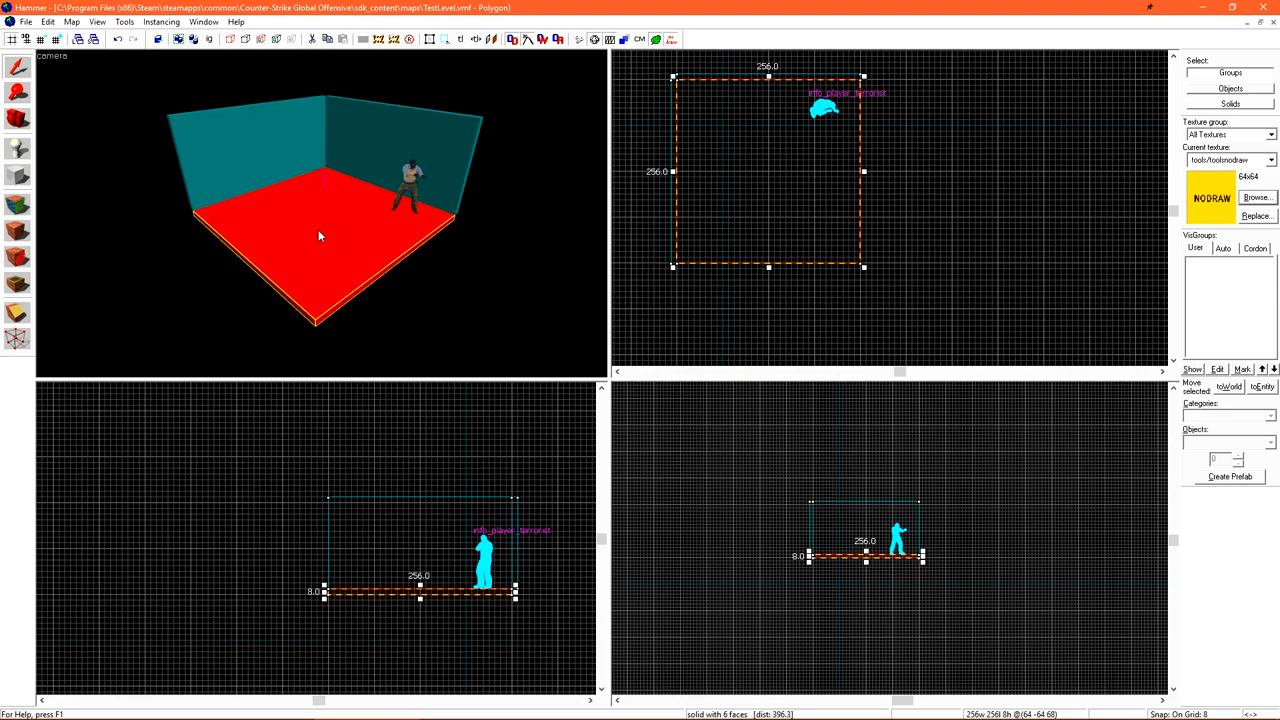 Hammer - [C:\Program Files (x86)\Steam\steamapps\common\Counter-Strike Global Offensive\sdk_content\maps\TestLevel.vmf - Polygon]
File Edit Map View Tools Instancing Window Help
CM
camera
256.0
info_player_terrorist
256.0
info_player_terrorist
256.0
8.0
256.0
8.0
Select:
Groups
Objects
Solids
Texture group:
All Textures
Current texture:
tools/toolsnodraw
64x64
NODRAW
Browse...
Replace...
VisGroups:
User Auto Cordon
Show Edit Mark
Move selected:
toWorld toEntity
Categories:
Objects:
0
Create Prefab
For Help, press F1
solid with 6 faces [dist: 396.3]
256w 256l 8h @(64 -64 68)
Snap: On Grid: 8
<->